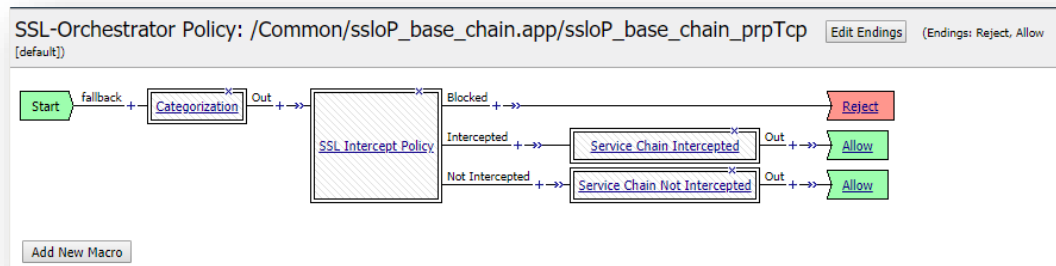 SSL-Orchestrator Policy: /Common/ssloP_base_chain.app/ssloP_base_chain_prpTcp Edit Endings (Endings: Reject, Allow
[default])
Start fallback + Categorization Out + SSL Intercept Policy Blocked + Reject
Intercepted + Service Chain Intercepted Out + Allow
Not Intercepted + Service Chain Not Intercepted Out + Allow
Add New Macro